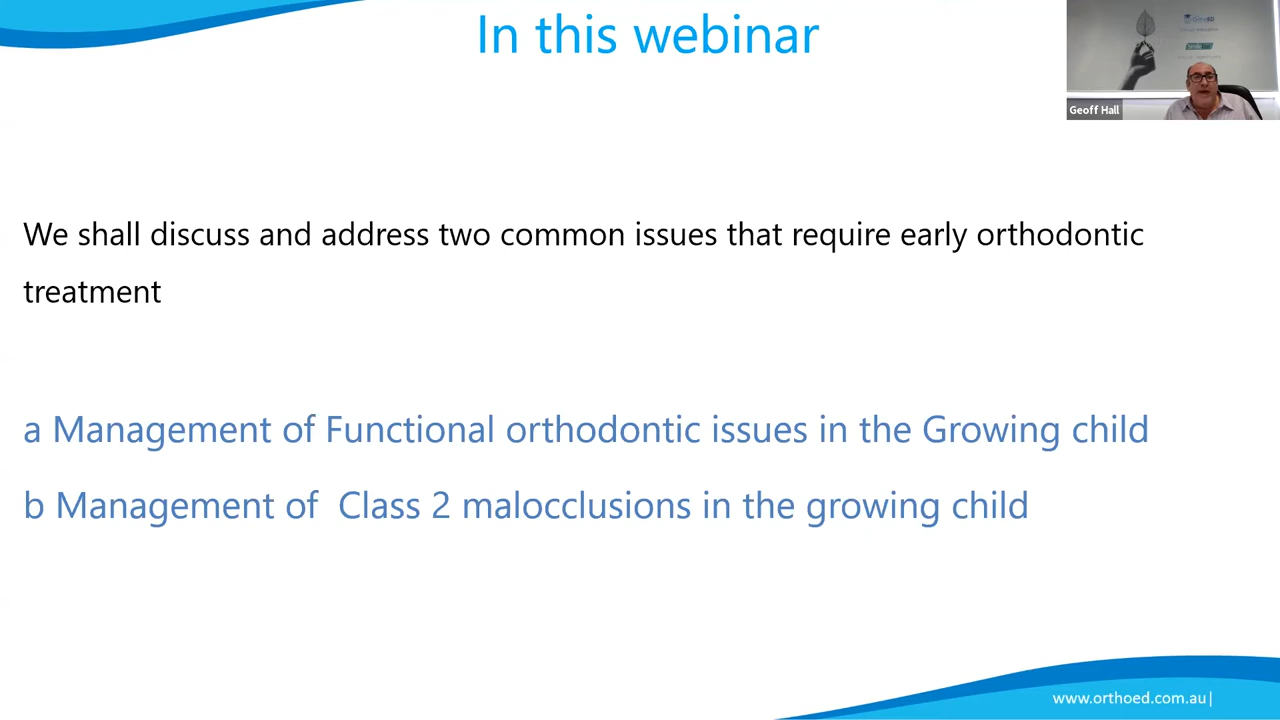 In this webinar
Geoff Hall
We shall discuss and address two common issues that require early orthodontic
treatment
a Management of Functional orthodontic issues in the Growing child
b Management of  Class 2 malocclusions in the growing child
www.orthoed.com.au|